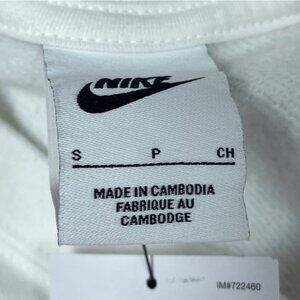 NIKE
S P CH
MADE IN CAMBODIA
FABRIQUE AU
CAMBODGE
IM#722460